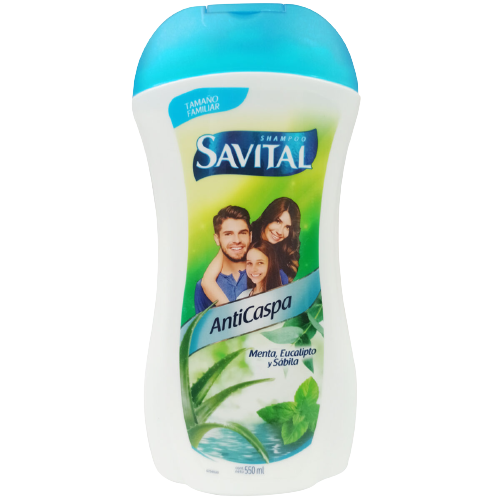 TAMAÑO
FAMILIAR
SHAMPOO
SAVITAL
AntiCaspa
Menta, Eucalipto
y Sábila
550 ml